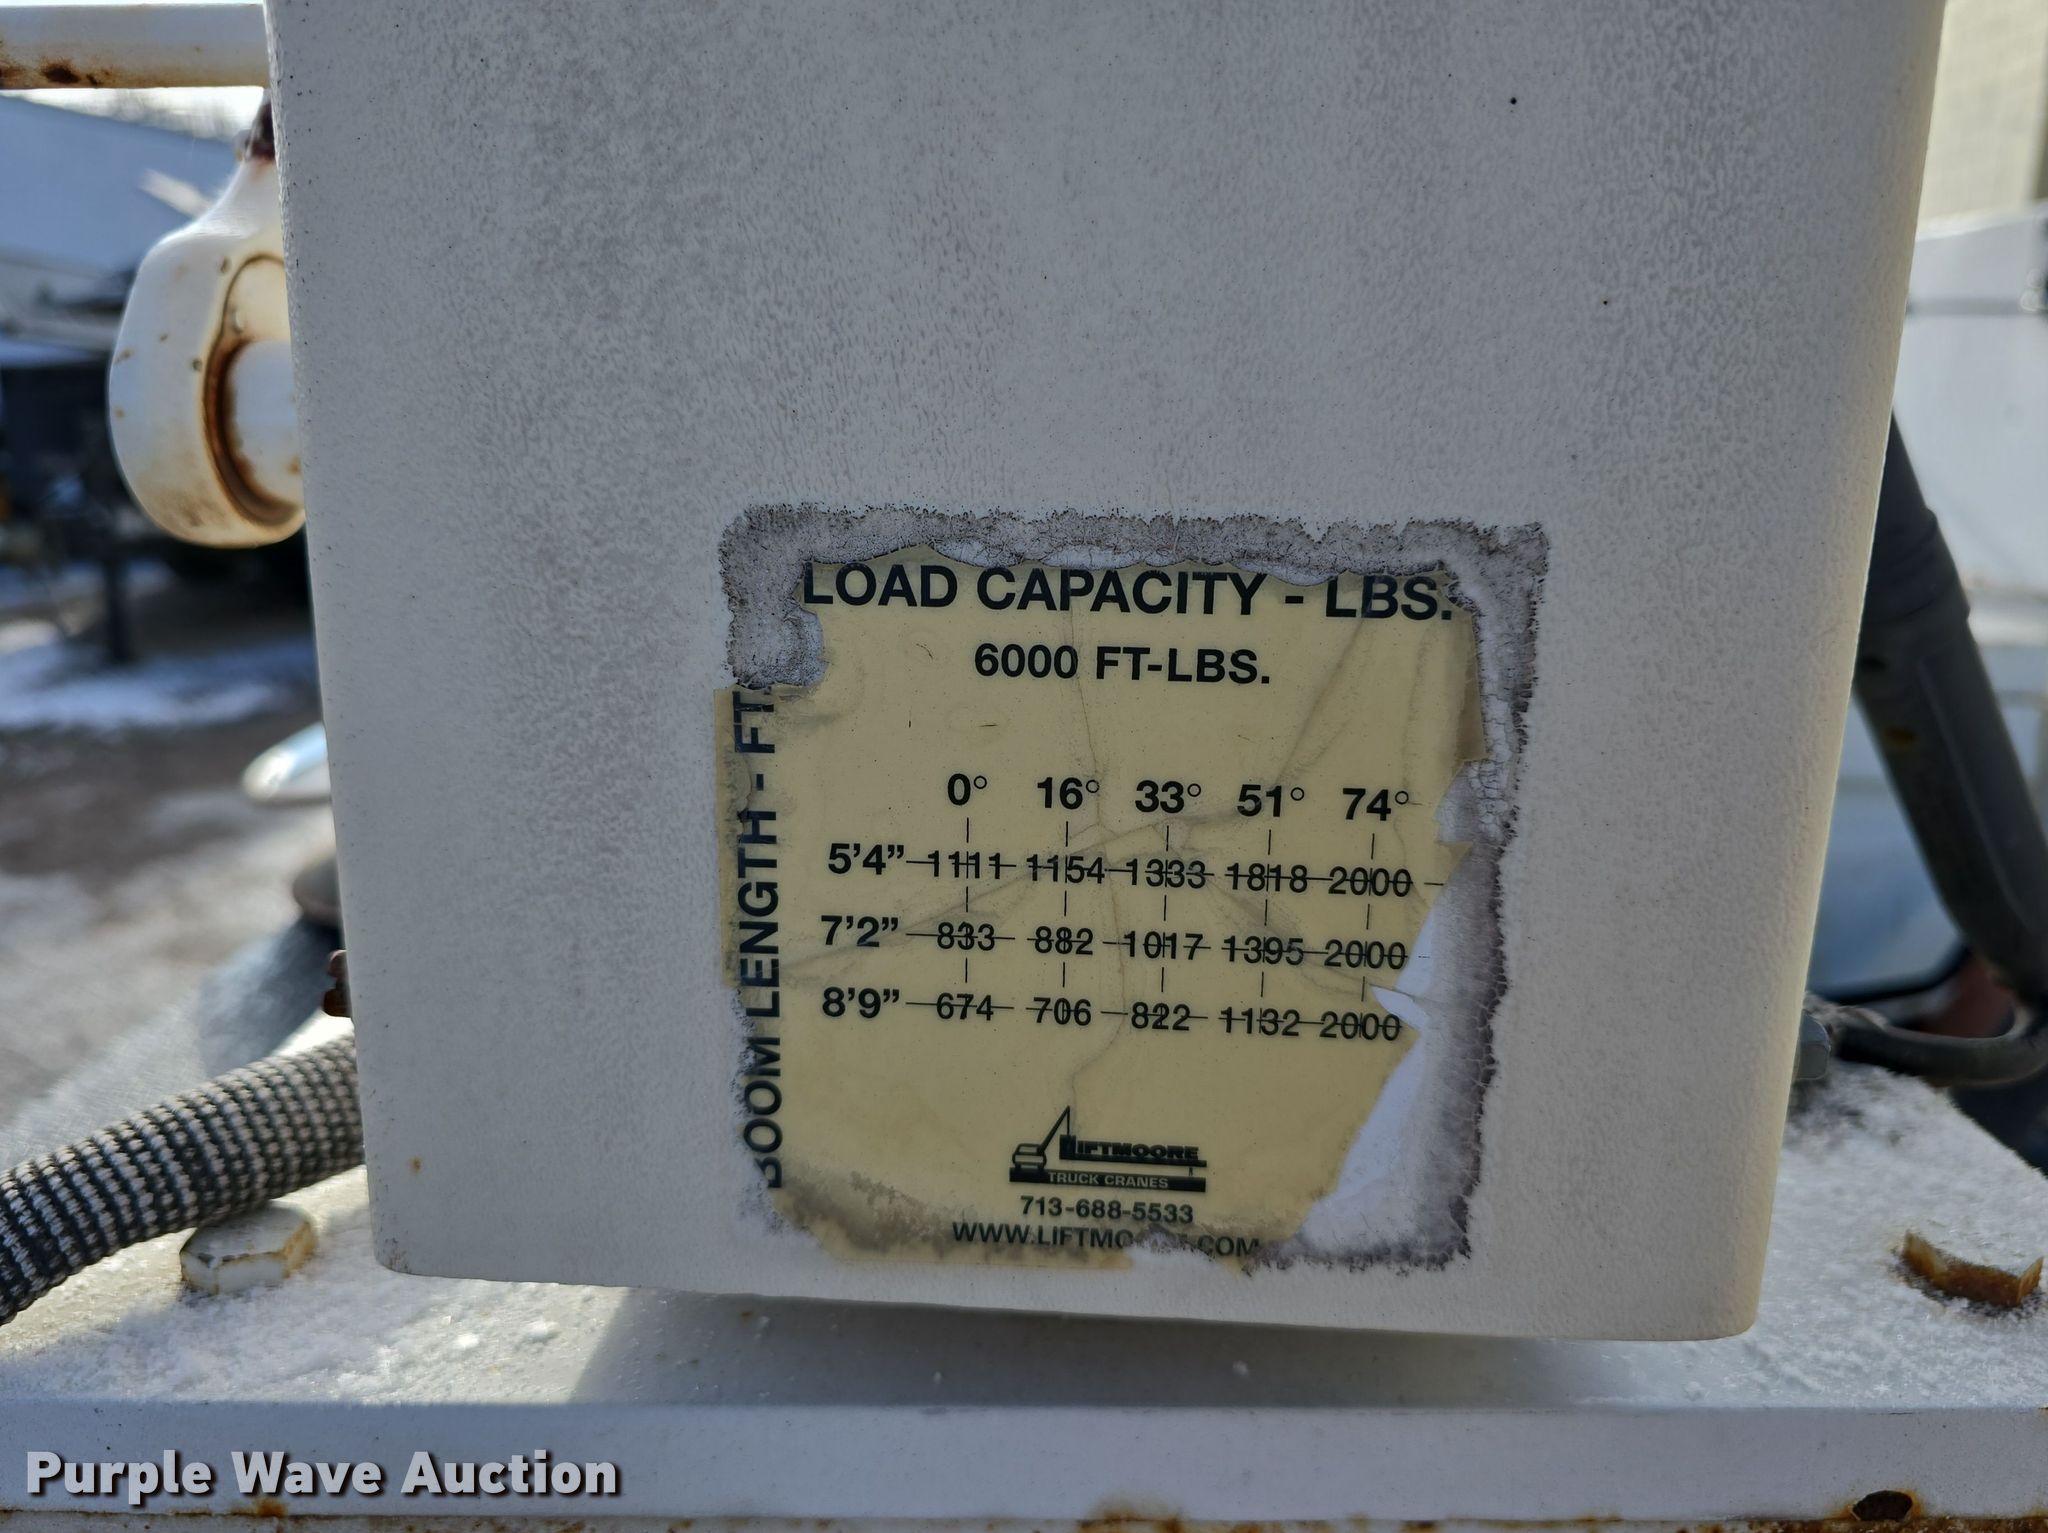 LOAD CAPACITY - LBS.
6000 FT-LBS.
BOOM LENGTH - FT.
0° 16° 33° 51° 74°
5'4" 1111 1154 1333 1818 2000
7'2" 833 882 1017 1395 2000
8'9" 674 706 822 1132 2000
LIFTMOORE
TRUCK CRANES
713-688-5533
Purple Wave Auction